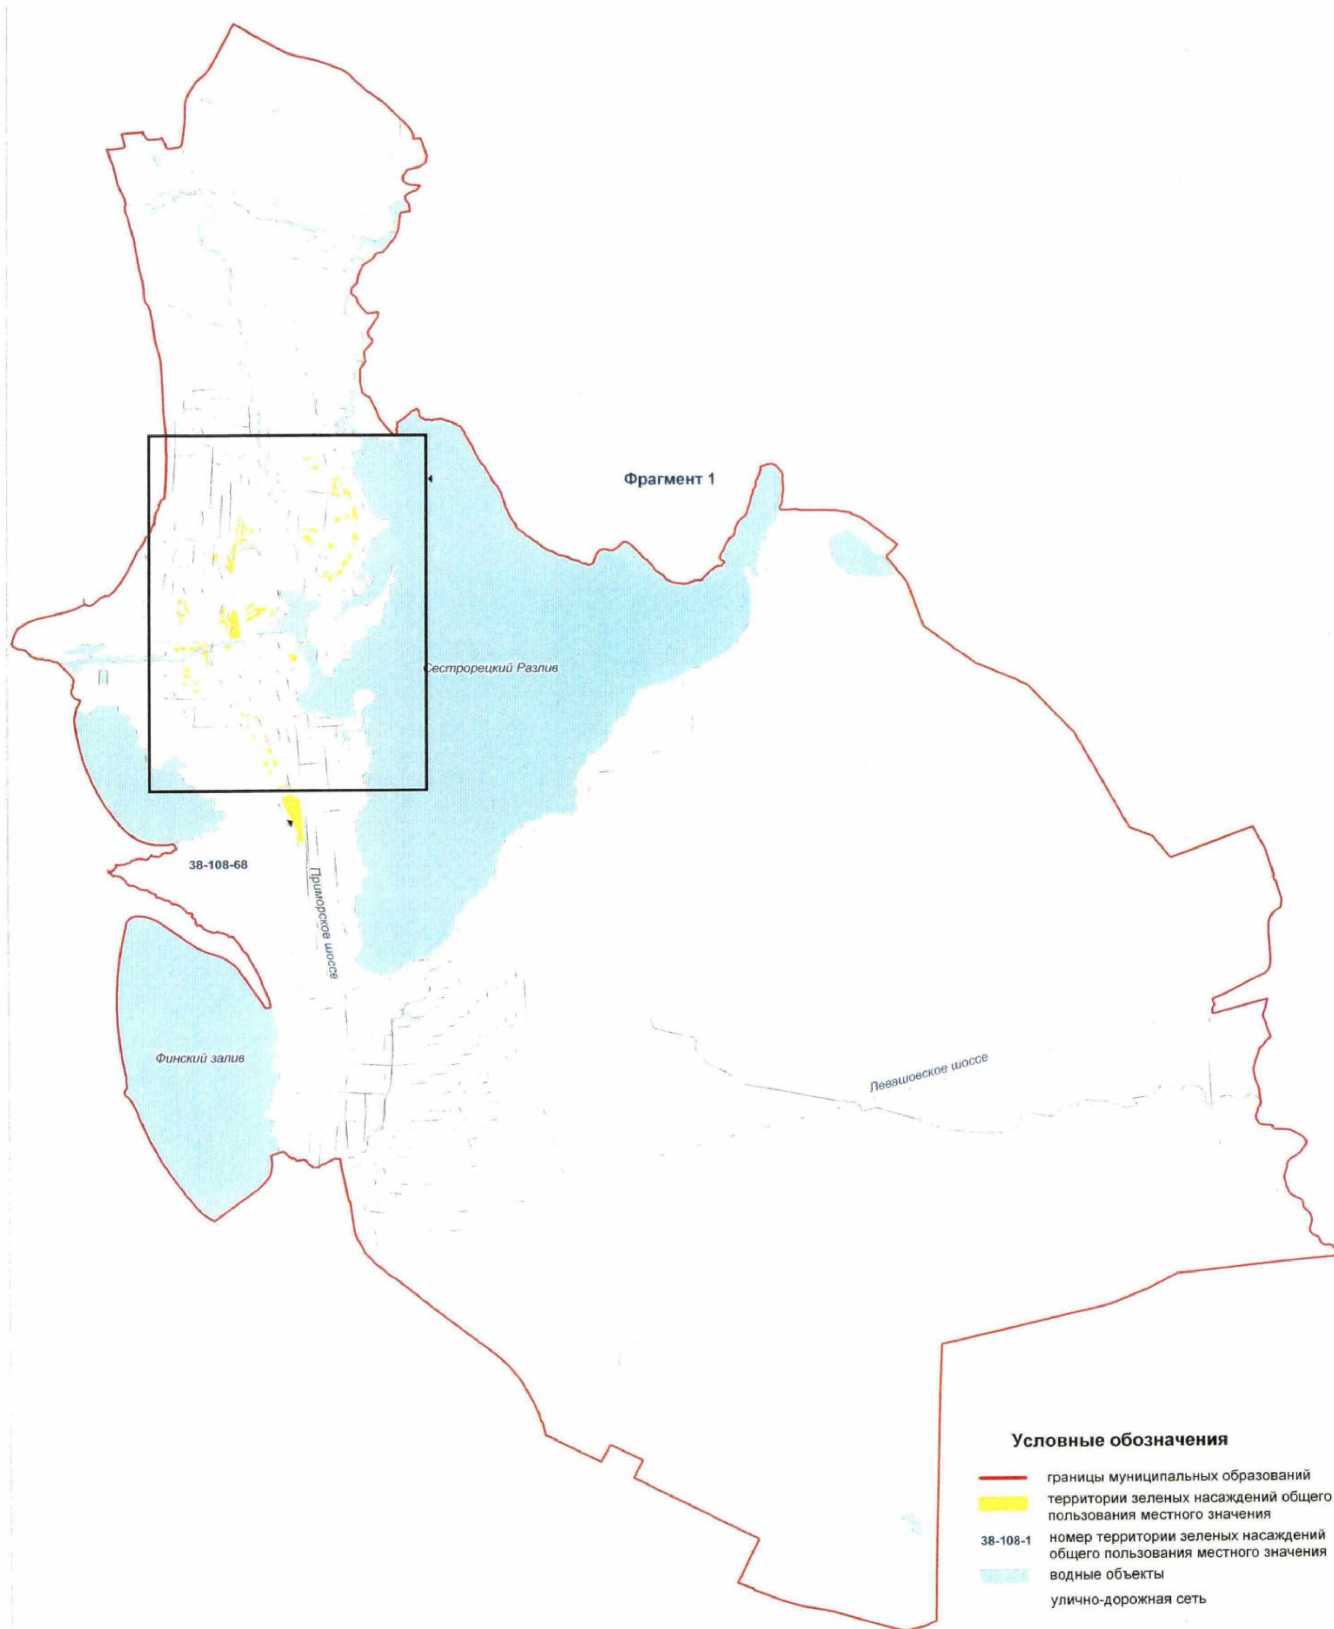 Фрагмент 1
Сестрорецкий Разлив
38-108-68
Приморское шоссе
Финский залив
Левашовское шоссе
Условные обозначения
границы муниципальных образований
территории зеленых насаждений общего
пользования местного значения
38-108-1 номер территории зеленых насаждений
общего пользования местного значения
водные объекты
улично-дорожная сеть